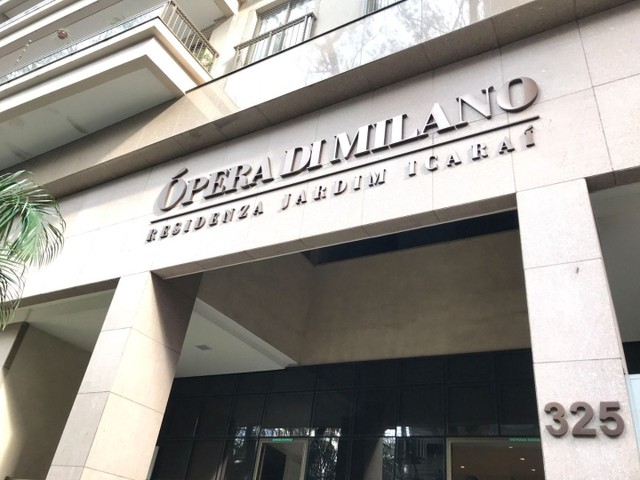 ÓPERA DI MILANO
RESIDENZA JARDIM ICARAÍ
325